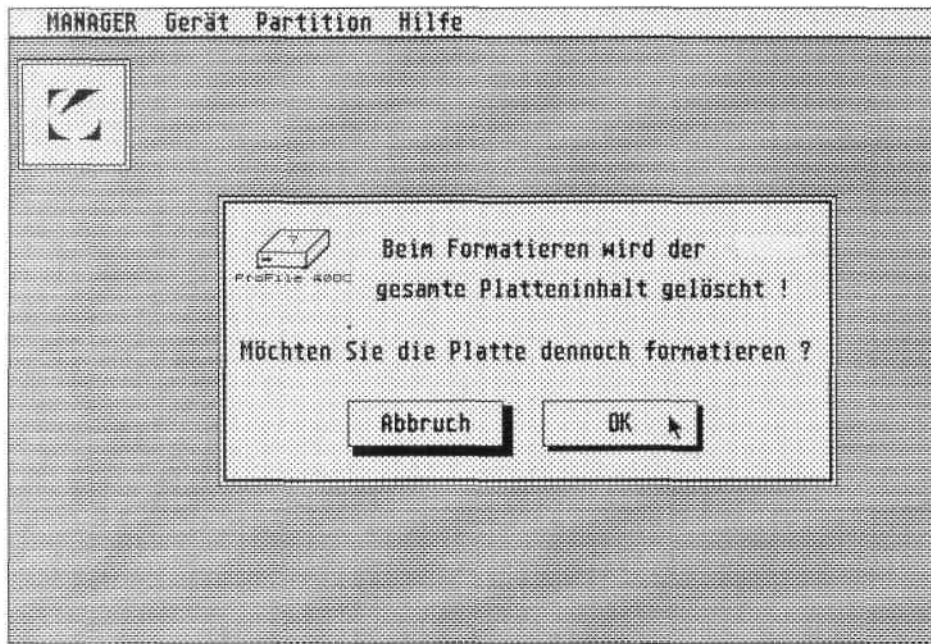 MANAGER Gerät Partition Hilfe
Beim Formatieren wird der
gesamte Platteninhalt gelöscht !
ProFile
Möchten Sie die Platte dennoch formatieren ?
Abbruch
OK